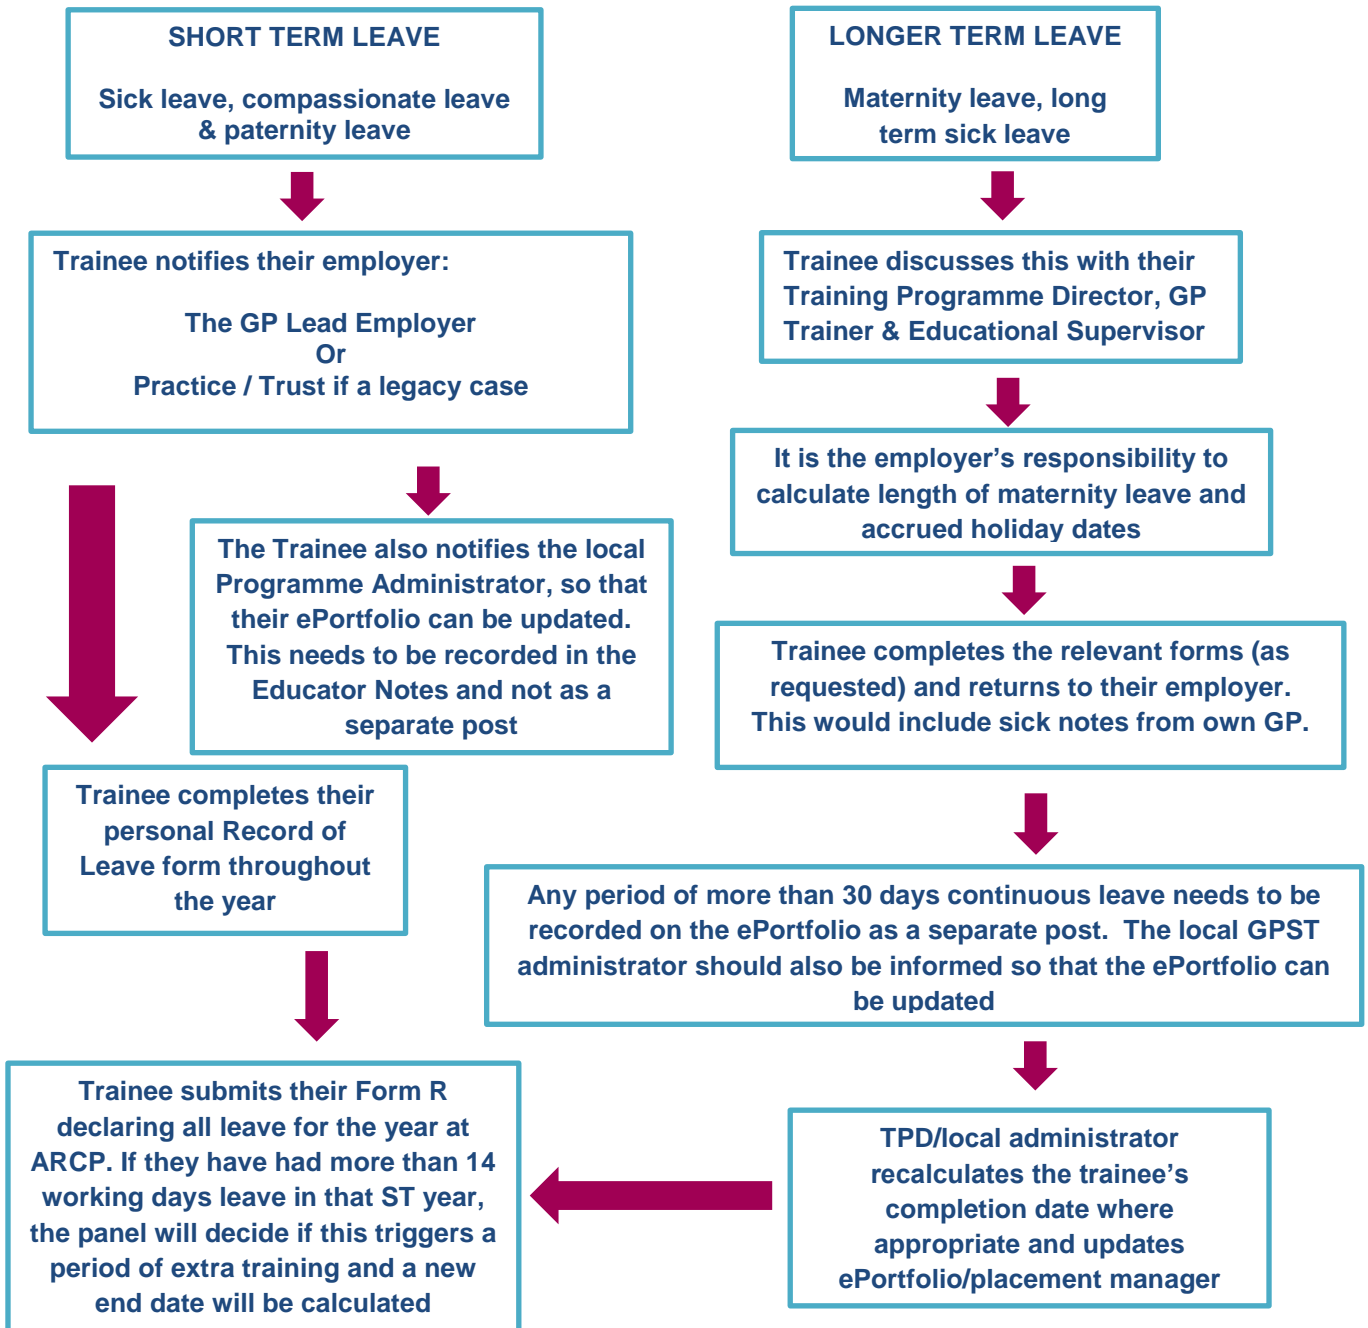 SHORT TERM LEAVE
Sick leave, compassionate leave
& paternity leave
Trainee notifies their employer:
The GP Lead Employer
Or
Practice / Trust if a legacy case
The Trainee also notifies the local
Programme Administrator, so that
their ePortfolio can be updated.
This needs to be recorded in the
Educator Notes and not as a
separate post
Trainee completes their
personal Record of
Leave form throughout
the year
Trainee submits their Form R
declaring all leave for the year at
ARCP. If they have had more than 14
working days leave in that ST year,
the panel will decide if this triggers a
period of extra training and a new
end date will be calculated
LONGER TERM LEAVE
Maternity leave, long
term sick leave
Trainee discusses this with their
Training Programme Director, GP
Trainer & Educational Supervisor
It is the employer’s responsibility to
calculate length of maternity leave and
accrued holiday dates
Trainee completes the relevant forms (as
requested) and returns to their employer.
This would include sick notes from own GP.
Any period of more than 30 days continuous leave needs to be
recorded on the ePortfolio as a separate post.  The local GPST
administrator should also be informed so that the ePortfolio can
be updated
TPD/local administrator
recalculates the trainee’s
completion date where
appropriate and updates
ePortfolio/placement manager